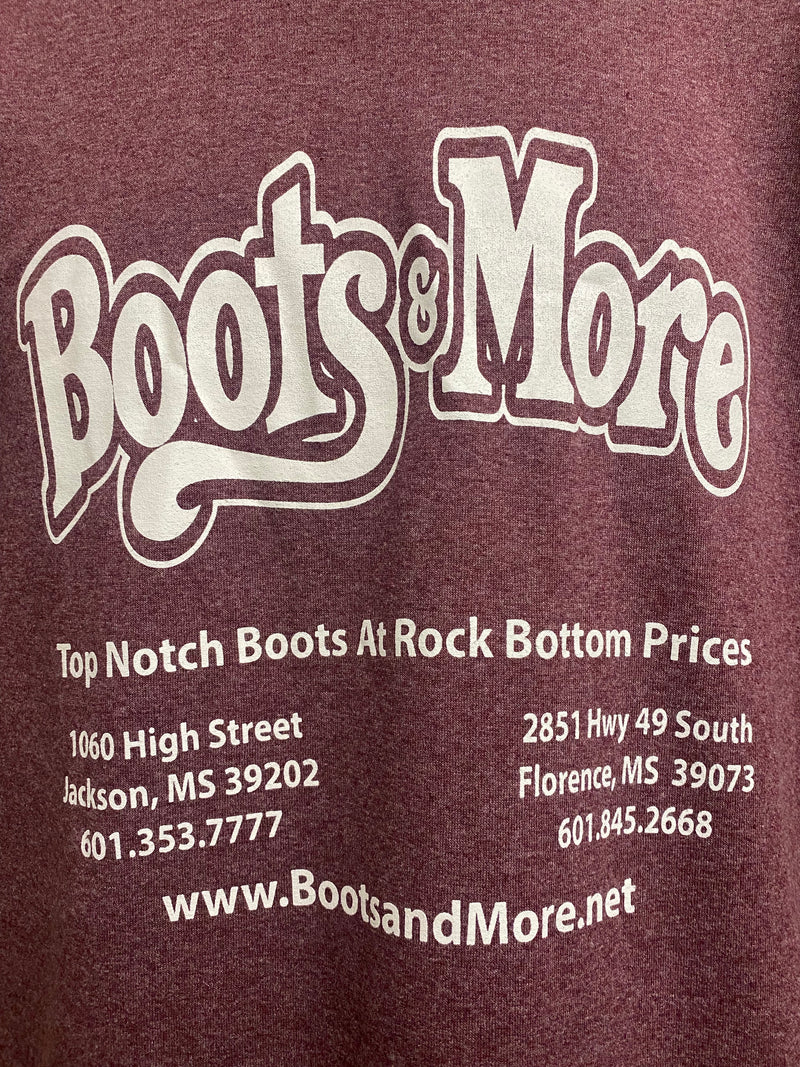 Boots & More
Top Notch Boots At Rock Bottom Prices
1060 High Street
Jackson, MS 39202
601.353.7777
2851 Hwy 49 South
Florence, MS 39073
601.845.2668
www.BootsandMore.net